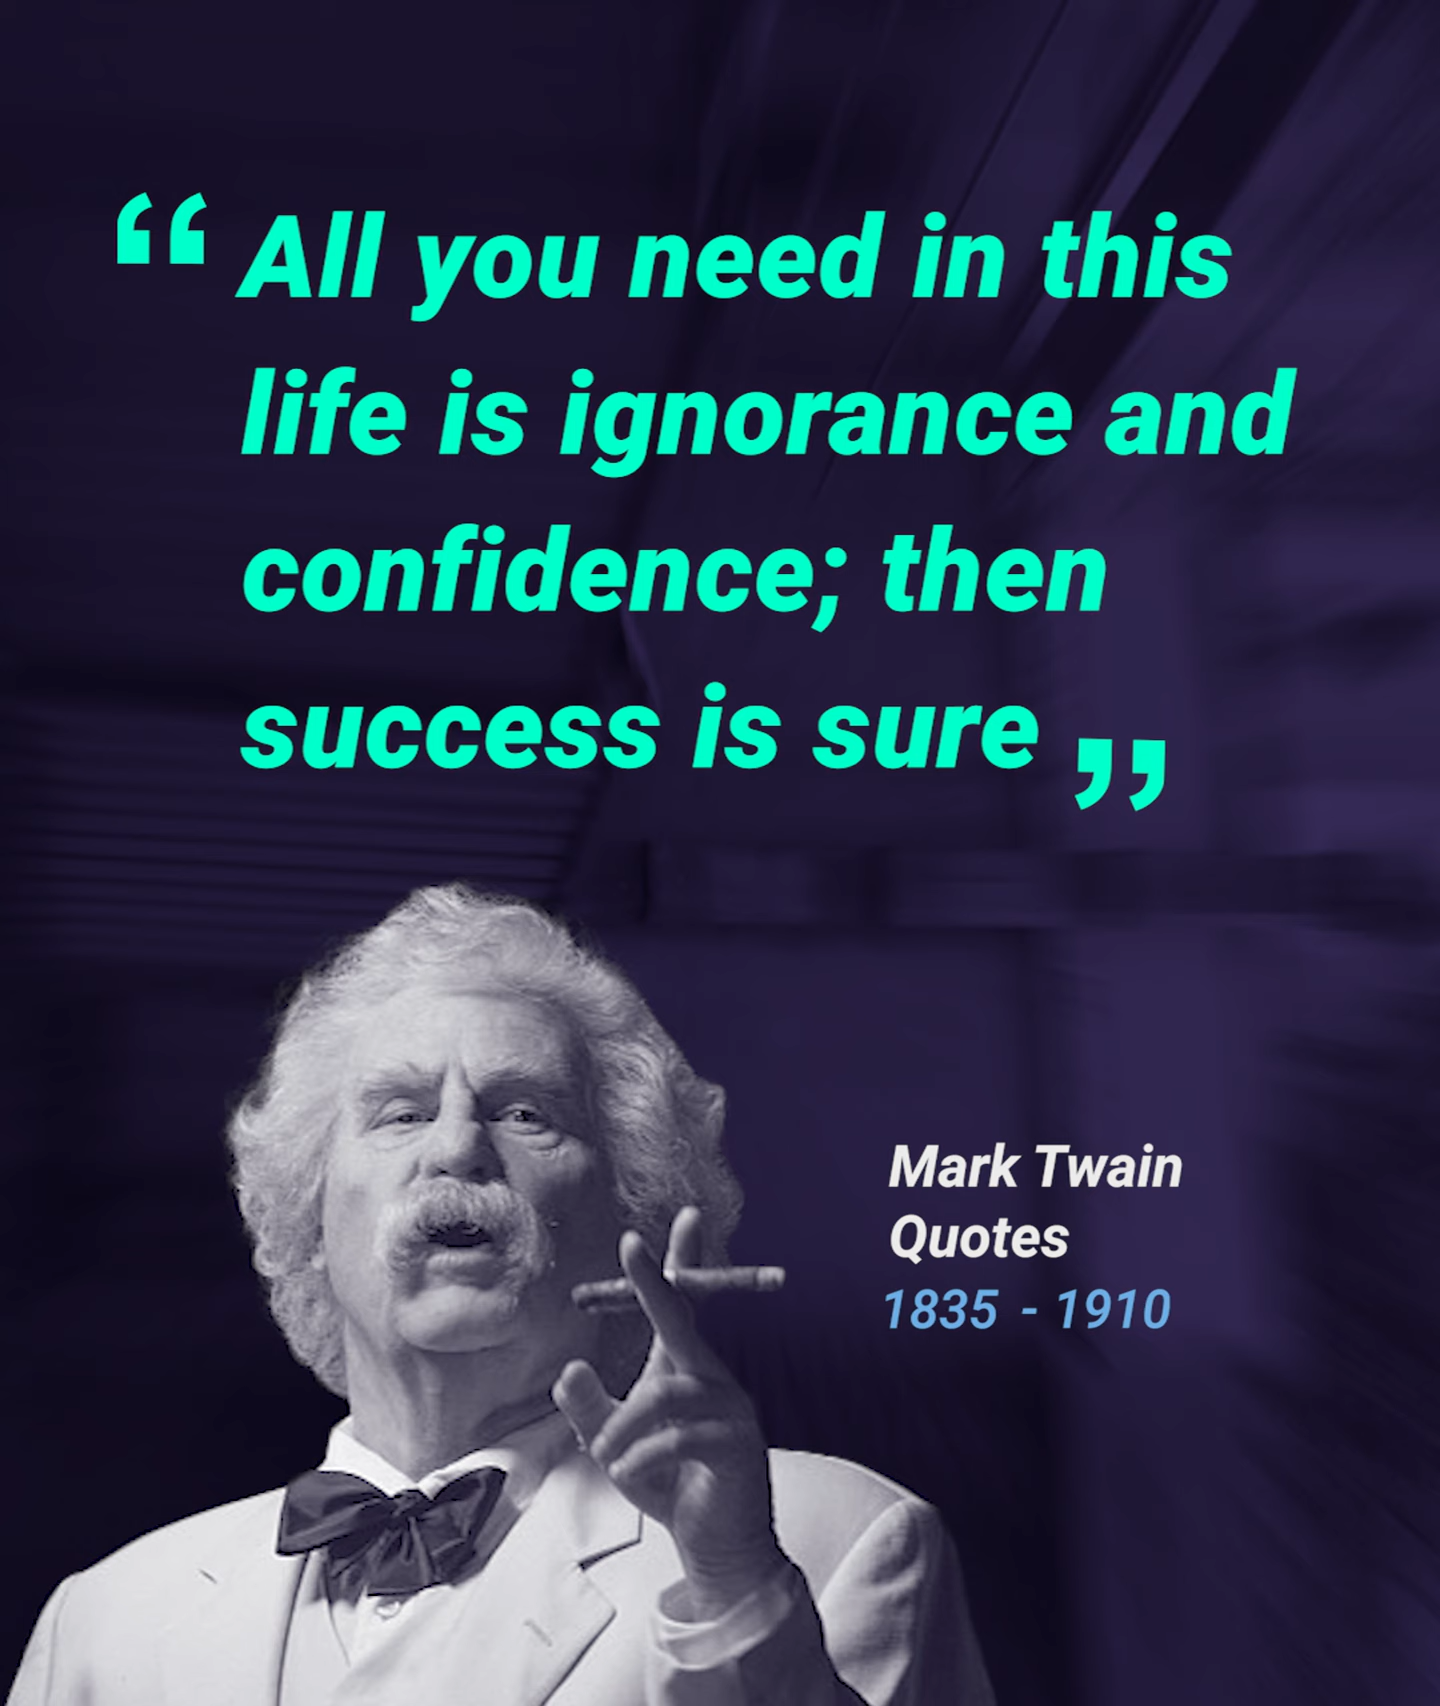 “ All you need in this
life is ignorance and
confidence; then
success is sure ”
Mark Twain
Quotes
1835 - 1910